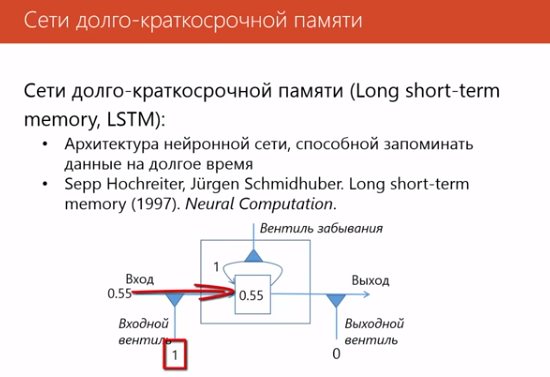 Сети долго-краткосрочной памяти
Сети долго-краткосрочной памяти (Long short-term
memory, LSTM):
• Архитектура нейронной сети, способной запоминать
данные на долгое время
• Sepp Hochreiter, Jürgen Schmidhuber. Long short-term
memory (1997). Neural Computation.
Вентиль забывания
1
Вход
Выход
0.55
0.55
Входной
вентиль
1
Выходной
вентиль
0